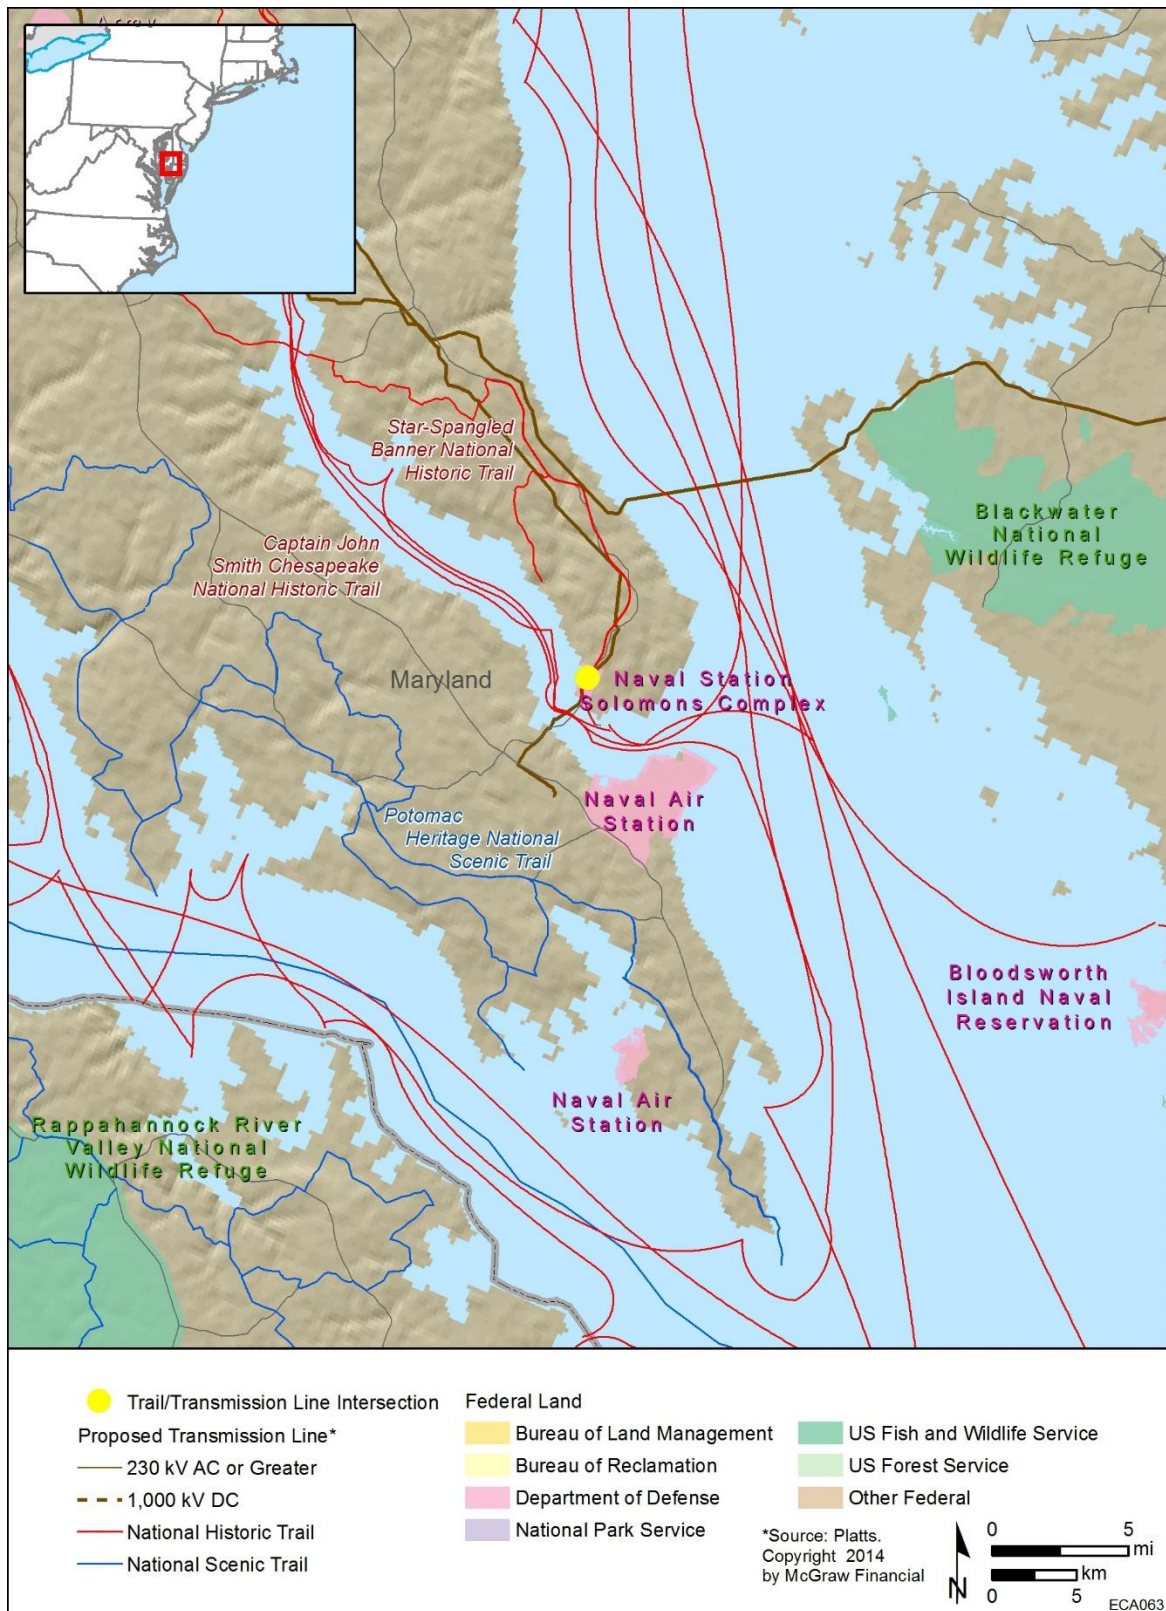 Army
Star-Spangled
Banner National
Historic Trail
Captain John
Smith Chesapeake
National Historic Trail
Blackwater
National
Wildlife Refuge
Maryland
Naval Station
Solomons Complex
Naval Air
Station
Potomac
Heritage National
Scenic Trail
Bloodsworth
Island Naval
Reservation
Naval Air
Station
Rappahannock River
Valley National
Wildlife Refuge
Trail/Transmission Line Intersection
Proposed Transmission Line*
230 kV AC or Greater
1,000 kV DC
National Historic Trail
National Scenic Trail
Federal Land
Bureau of Land Management
Bureau of Reclamation
Department of Defense
National Park Service
US Fish and Wildlife Service
US Forest Service
Other Federal
*Source: Platts.
Copyright 2014
by McGraw Financial
N
0 5
mi
km
0 5
ECA063